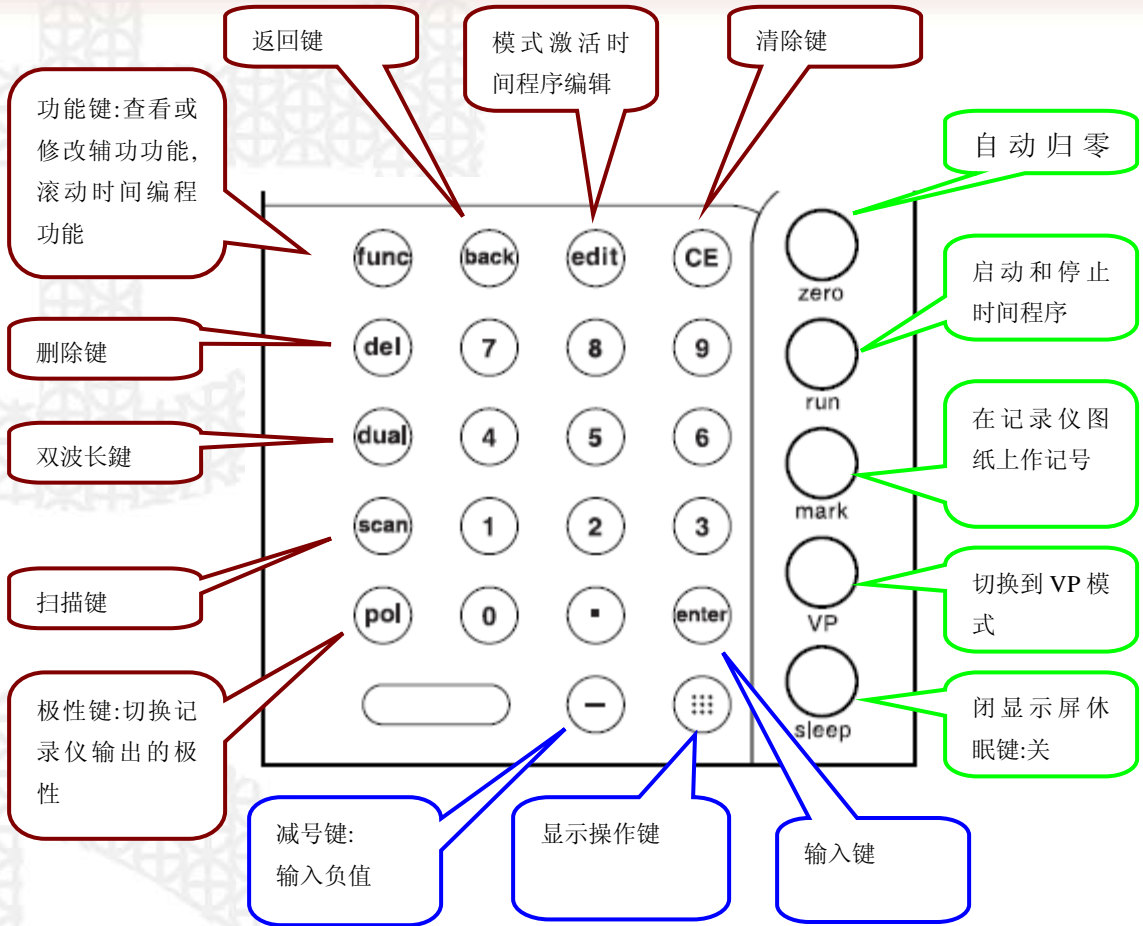 返回键
模式激活时
间程序编辑
清除键
功能键:查看或
修改辅功功能,
滚动时间编程
功能
自动归零
func
back
edit
CE
zero
启动和停止
时间程序
删除键
del
7
8
9
run
双波长鍵
dual
4
5
6
在记录仪图
纸上作记号
扫描键
scan
1
2
3
mark
切换到 VP 模
式
pol
0
.
enter
VP
极性键:切换记
录仪输出的极
性
−
sleep
闭显示屏休
眠键:关
减号键:
输入负值
显示操作键
输入键